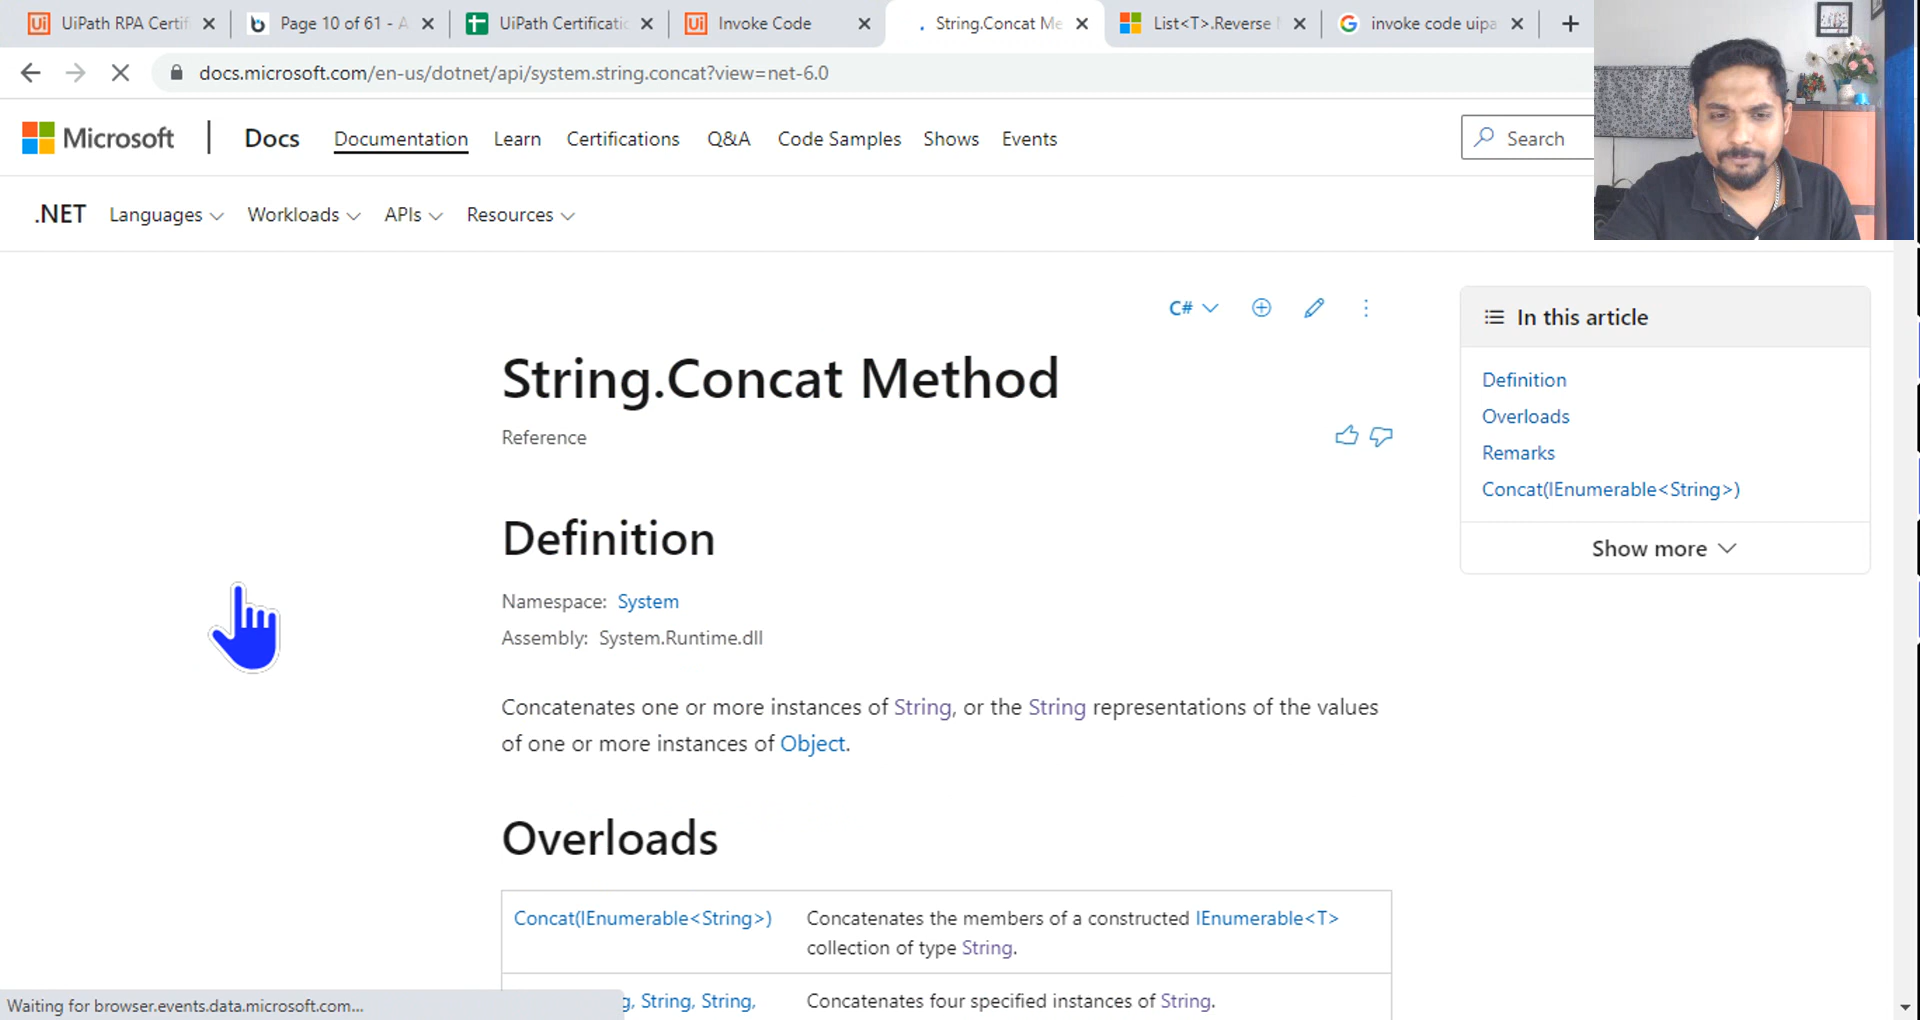 UiPath RPA Certif
Page 10 of 61 - A
UiPath Certificatio
Invoke Code
String.Concat Me
List<T>.Reverse
invoke code uipa
docs.microsoft.com/en-us/dotnet/api/system.string.concat?view=net-6.0
Microsoft
Docs
Documentation
Learn
Certifications
Q&A
Code Samples
Shows
Events
Search
.NET
Languages
Workloads
APIs
Resources
C#
In this article
Definition
Overloads
Remarks
Concat(IEnumerable<String>)
Show more
String.Concat Method
Reference
Definition
Namespace: System
Assembly: System.Runtime.dll
Concatenates one or more instances of String, or the String representations of the values
of one or more instances of Object.
Overloads
Concat(IEnumerable<String>)
Concatenates the members of a constructed IEnumerable<T>
collection of type String.
g, String, String,
Concatenates four specified instances of String.
Waiting for browser.events.data.microsoft.com...